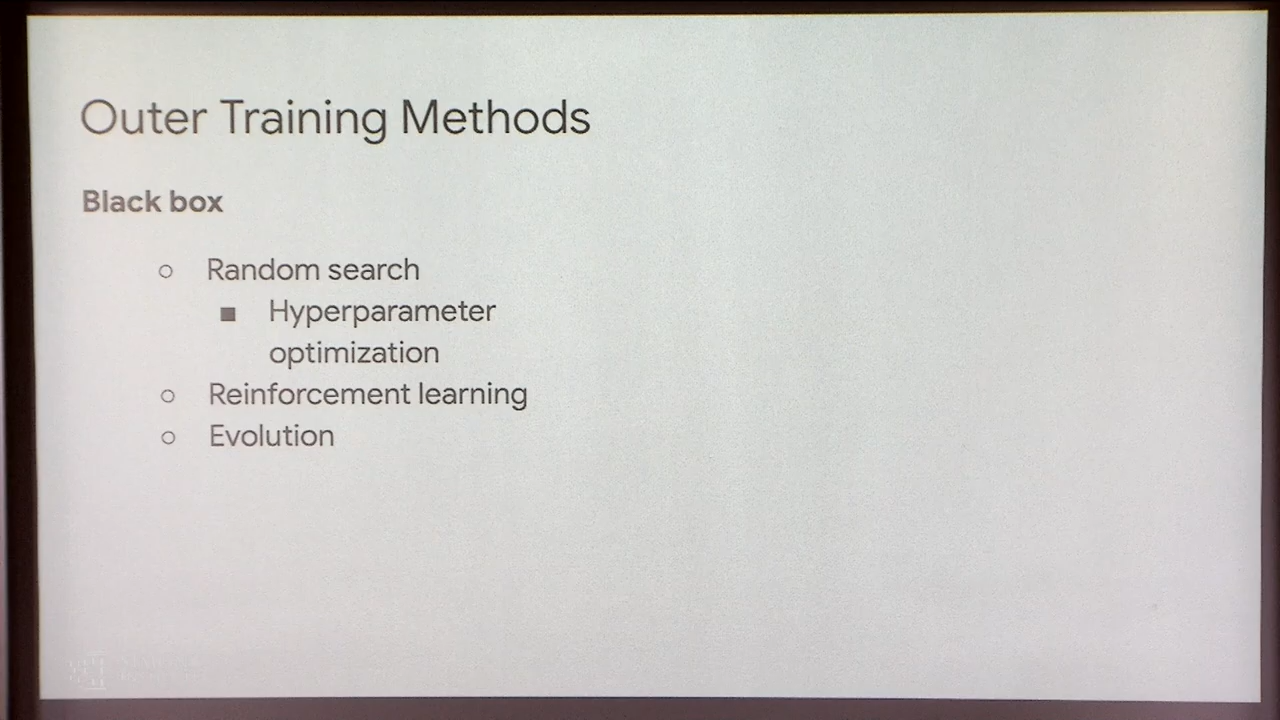 Outer Training Methods
Black box
○ Random search
■ Hyperparameter
optimization
○ Reinforcement learning
○ Evolution